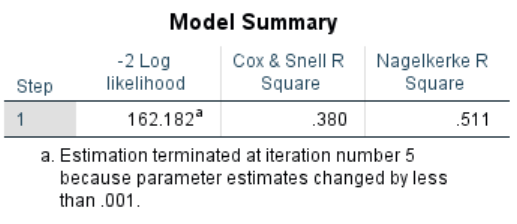 Model Summary
Step -2 Log likelihood Cox & Snell R Square Nagelkerke R Square
1 162.182a .380 .511
a. Estimation terminated at iteration number 5
because parameter estimates changed by less
than .001.